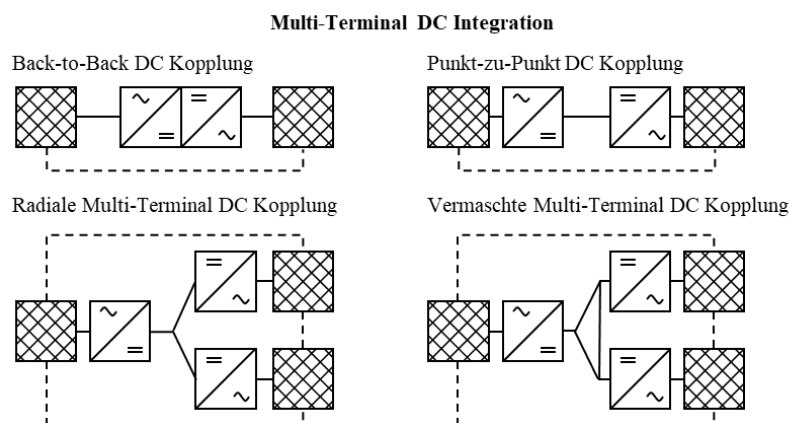 Multi-Terminal DC Integration
Back-to-Back DC Kopplung
Punkt-zu-Punkt DC Kopplung
Radiale Multi-Terminal DC Kopplung
Vermaschte Multi-Terminal DC Kopplung